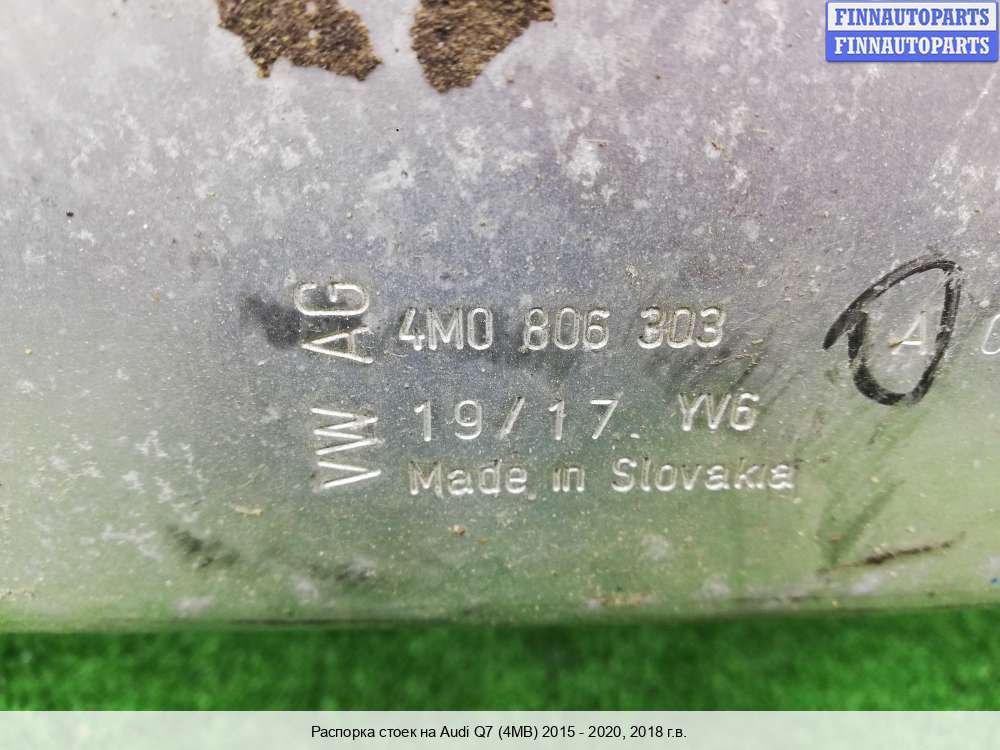 FINNAUTOPARTS
FINNAUTOPARTS
VW AG
4M0 806 303 A
19/17 YV6
Made in Slovakia
Распорка стоек на Audi Q7 (4MB) 2015 - 2020, 2018 г.в.